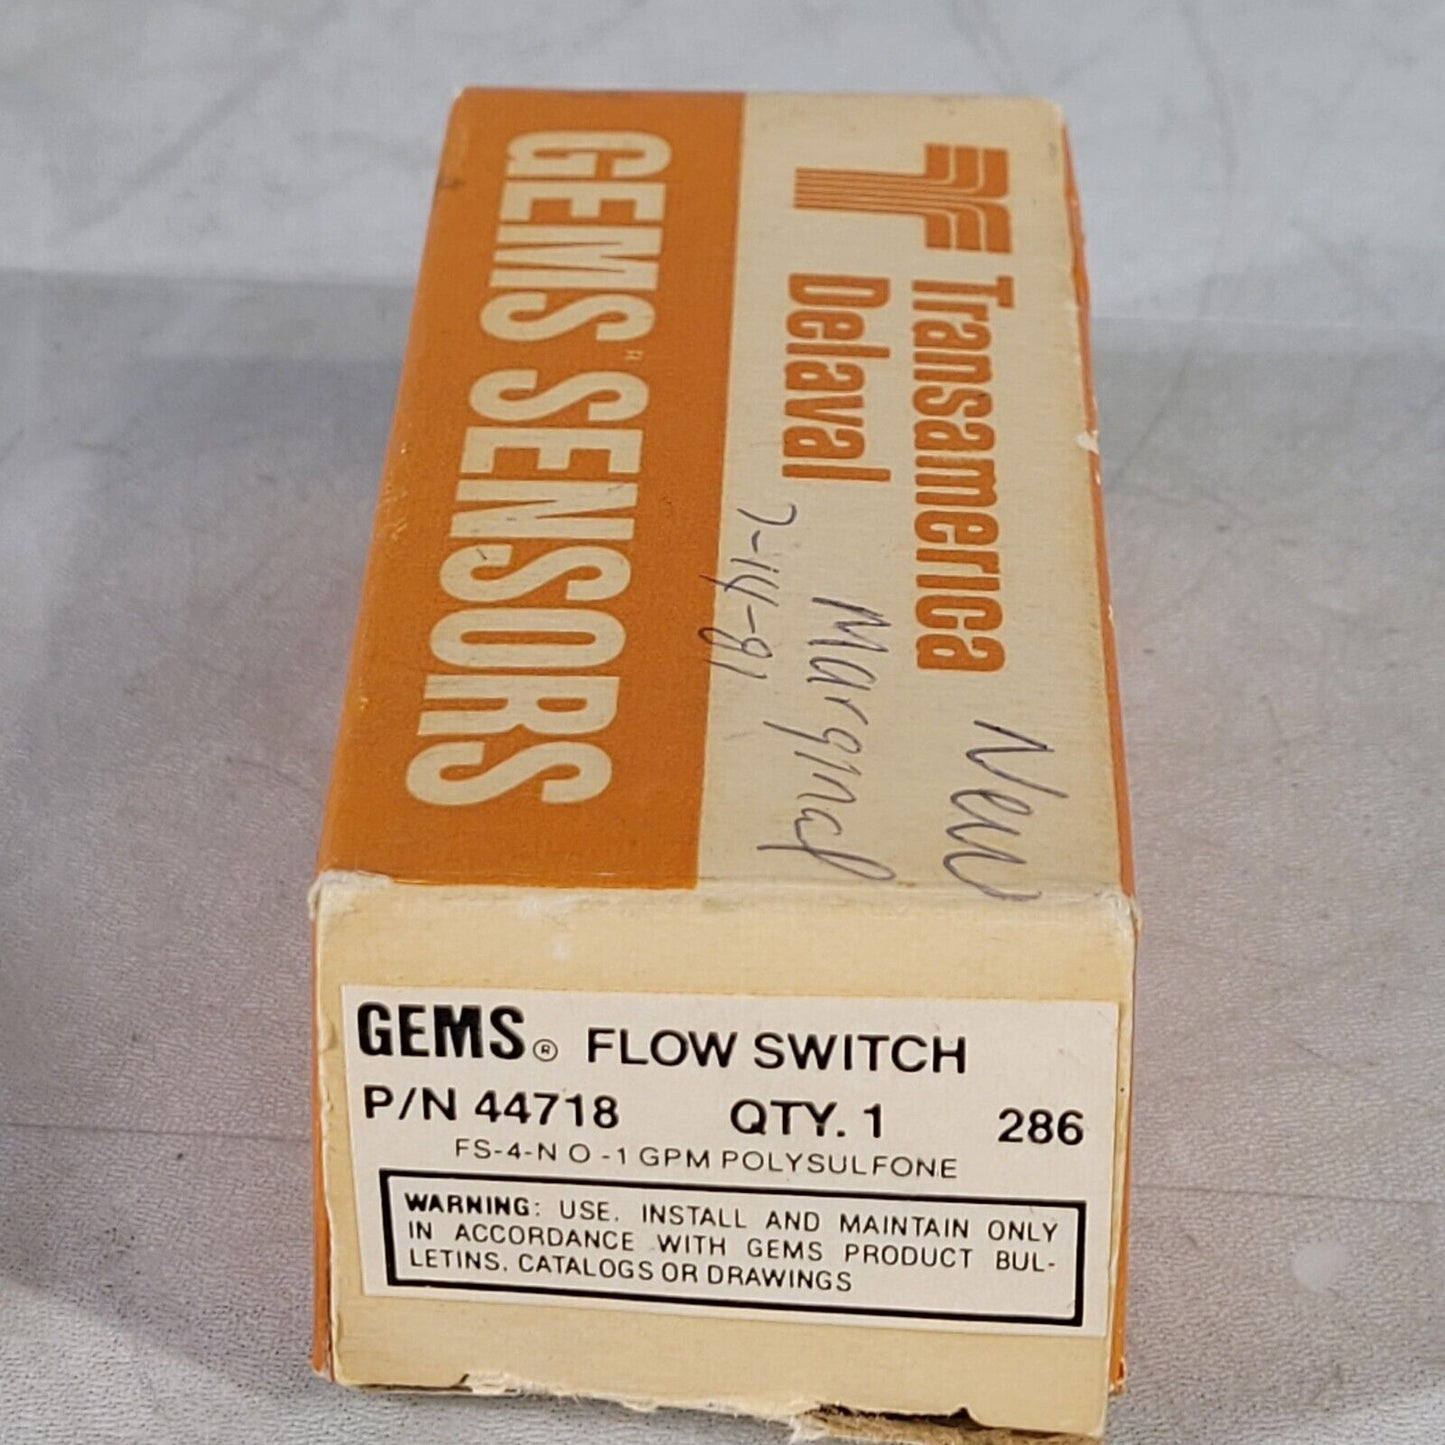 GEMS® SENSORS
Transamerica
Delaval
New
Marginal
7-14-91
GEMS® FLOW SWITCH
P/N 44718 QTY. 1 286
FS-4-N O -1 GPM POLYSULFONE
WARNING: USE, INSTALL AND MAINTAIN ONLY
IN ACCORDANCE WITH GEMS PRODUCT BUL-
LETINS, CATALOGS OR DRAWINGS